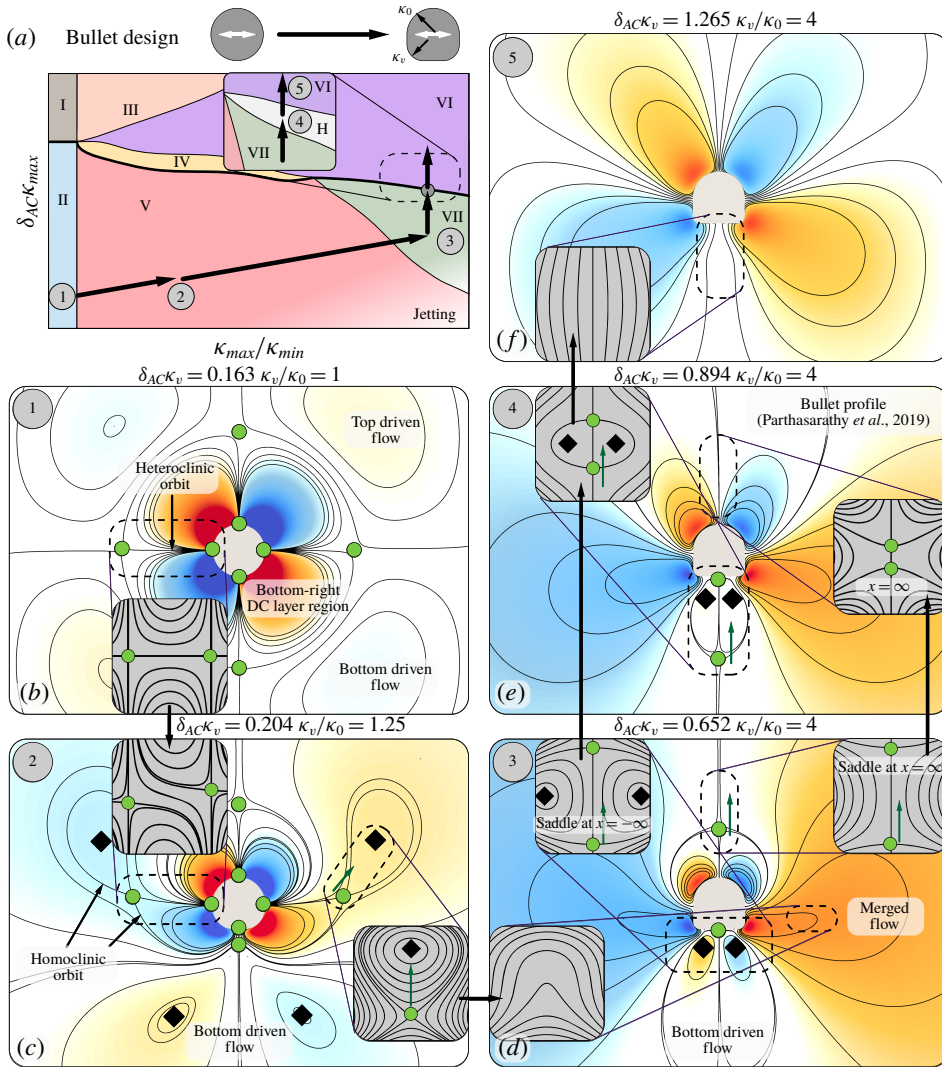 (a) Bullet design
κ0
κv
δACκmax
I
II
III
IV
V
VI
VII
VI
H
VII
VI
1
2
3
4
5
Jetting
κmax/κmin
δACκv = 0.163 κv/κ0 = 1
1
Top driven
flow
Heteroclinic
orbit
Bottom-right
DC layer region
Bottom driven
flow
(b)
δACκv = 0.204 κv/κ0 = 1.25
2
Homoclinic
orbit
Bottom driven
flow
(c)
δACκv = 1.265 κv/κ0 = 4
5
(f)
δACκv = 0.894 κv/κ0 = 4
4
Bullet profile
(Parthasarathy et al., 2019)
x = ∞
(e)
δACκv = 0.652 κv/κ0 = 4
3
Saddle at x = −∞
Saddle at x = ∞
Merged
flow
Bottom driven
flow
(d)